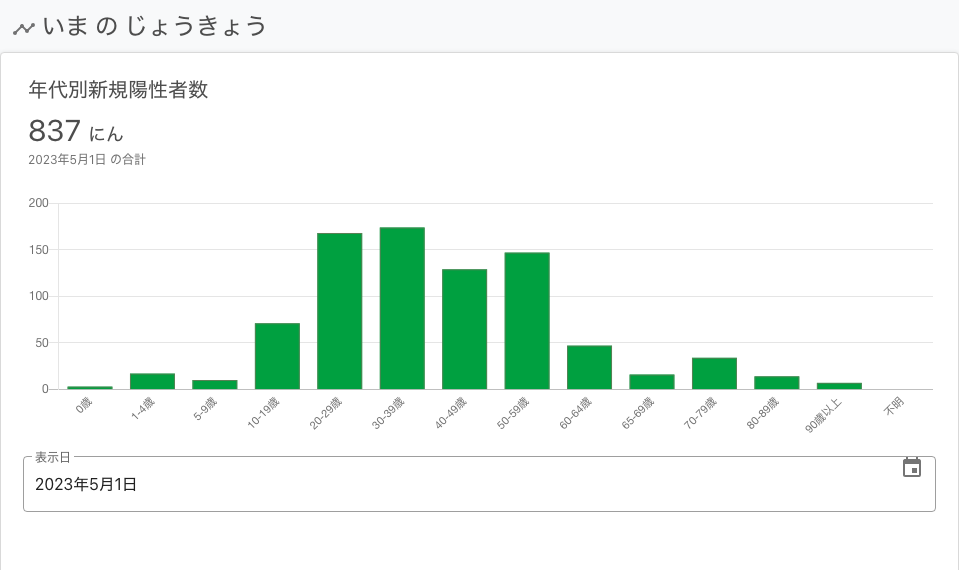 いま の じょうきょう
年代別新規陽性者数
837 にん
2023年5月1日 の合計
200
150
100
50
0
0歳
1-4歳
5-9歳
10-19歳
20-29歳
30-39歳
40-49歳
50-59歳
60-64歳
65-69歳
70-79歳
80-89歳
90歳以上
不明
表示日
2023年5月1日